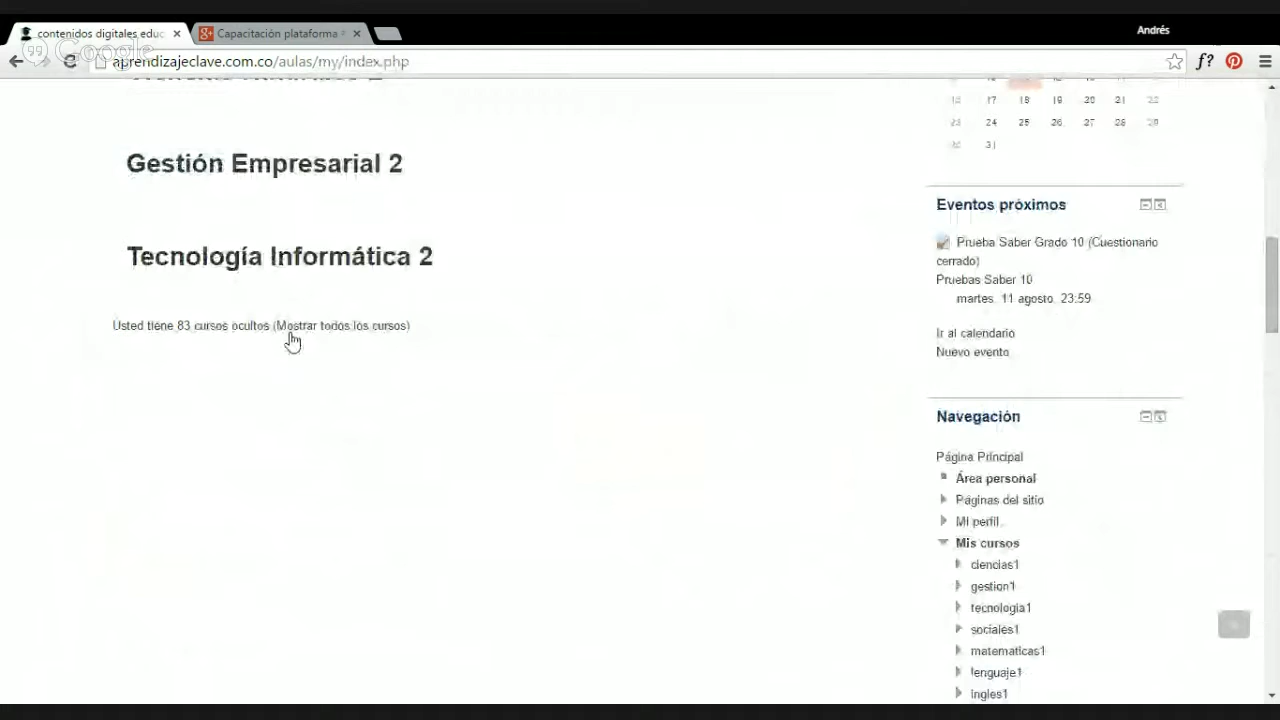 contenidos digitales educ
Capacitación plataforma
Andrés
Google
aprendizajeclave.com.co/aulas/my/index.php
f?
Gestión Empresarial 2
Tecnología Informática 2
Usted tiene 83 cursos ocultos (Mostrar todos los cursos)
16 17 18 19 20 21 22
23 24 25 26 27 28 29
30 31
Eventos próximos
Prueba Saber Grado 10 (Cuestionario
cerrado)
Pruebas Saber 10
martes, 11 agosto, 23:59
Ir al calendario
Nuevo evento
Navegación
Página Principal
Área personal
Páginas del sitio
Mi perfil
Mis cursos
ciencias1
gestion1
tecnologia1
sociales1
matematicas1
lenguaje1
ingles1